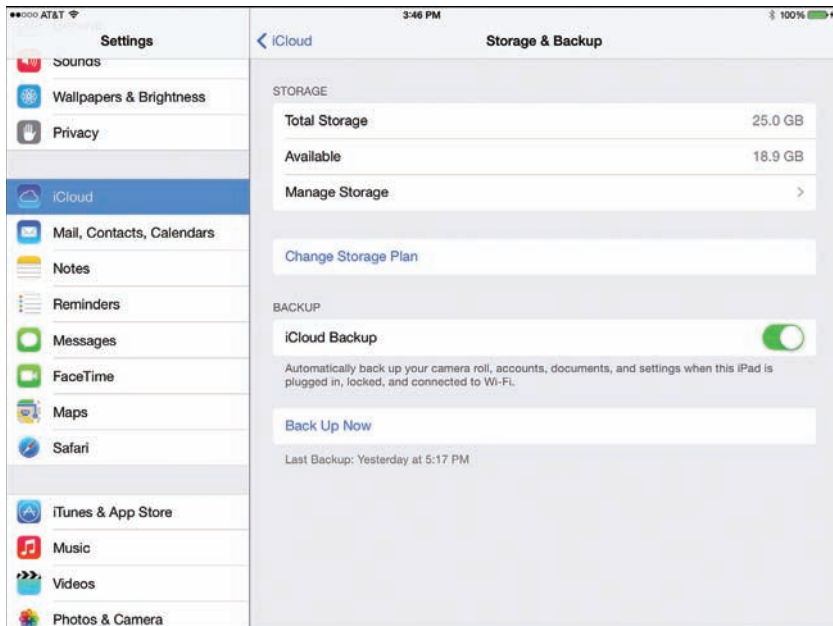 AT&T 3:46 PM 100%
Settings
iCloud Storage & Backup
Sounds
Wallpapers & Brightness
Privacy
iCloud
Mail, Contacts, Calendars
Notes
Reminders
Messages
FaceTime
Maps
Safari
iTunes & App Store
Music
Videos
Photos & Camera
STORAGE
Total Storage 25.0 GB
Available 18.9 GB
Manage Storage
Change Storage Plan
BACKUP
iCloud Backup
Automatically back up your camera roll, accounts, documents, and settings when this iPad is
plugged in, locked, and connected to Wi-Fi.
Back Up Now
Last Backup: Yesterday at 5:17 PM